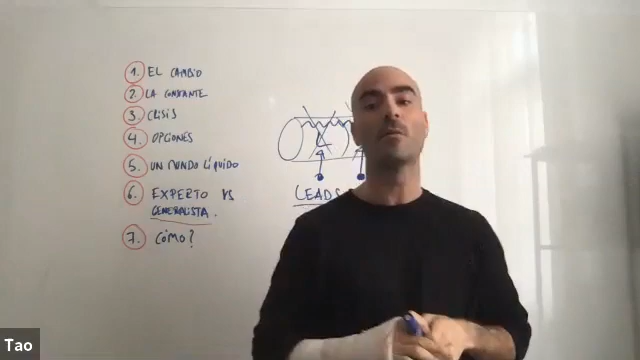 1. EL CAMBIO
2. LA CONSTANTE
3. CRISIS
4. OPCIONES
5. UN MUNDO LÍQUIDO
6. EXPERTO VS
GENERALISTA.
7. CÓMO?
LEADS
Tao